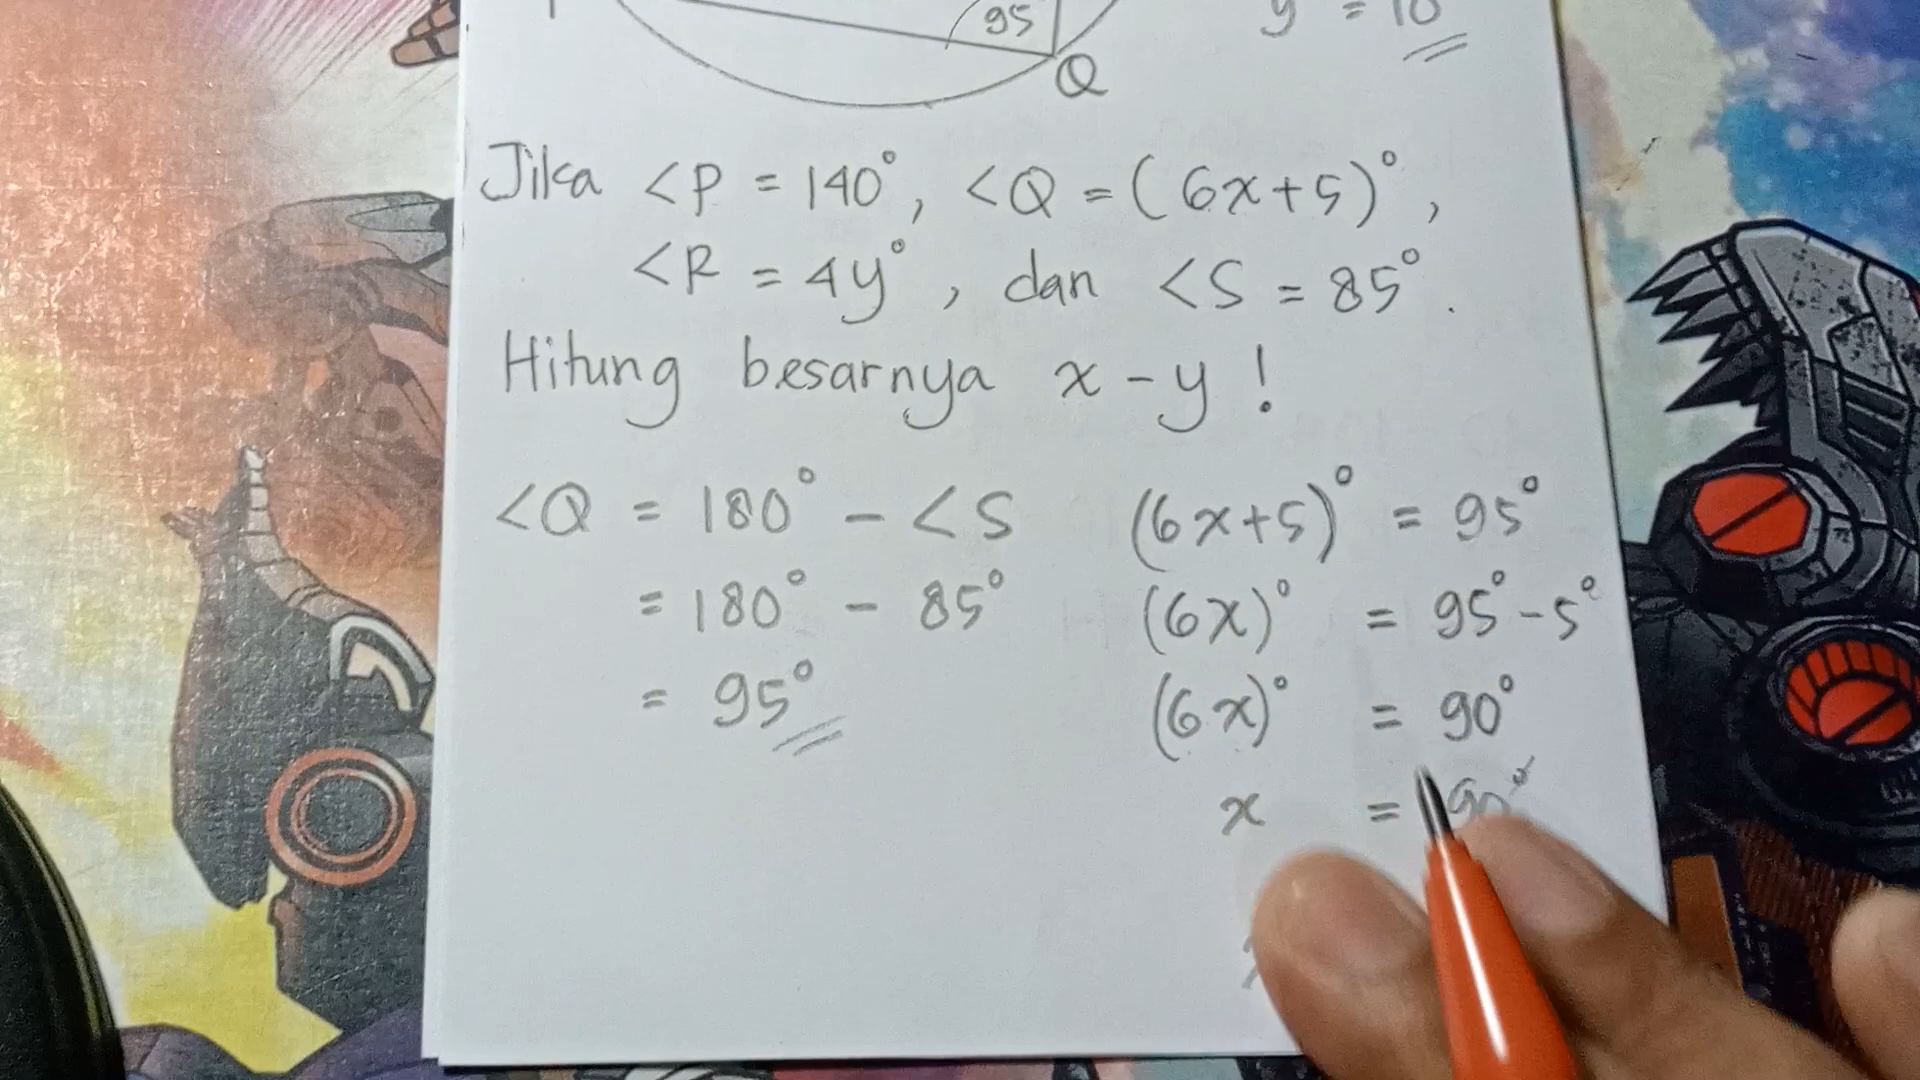 95
y = 10
Q
Jika <P = 140°, <Q = (6x+5)°,
<R = 4y°, dan <S = 85°.
Hitung besarnya x - y !
<Q = 180° - <S
= 180° - 85°
= 95°
(6x+5)° = 95°
(6x)° = 95° - 5°
(6x)° = 90°
x = 90